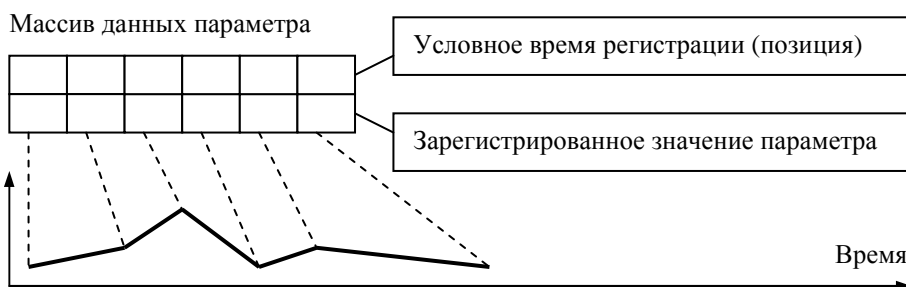 Массив данных параметра
Условное время регистрации (позиция)
Зарегистрированное значение параметра
Время